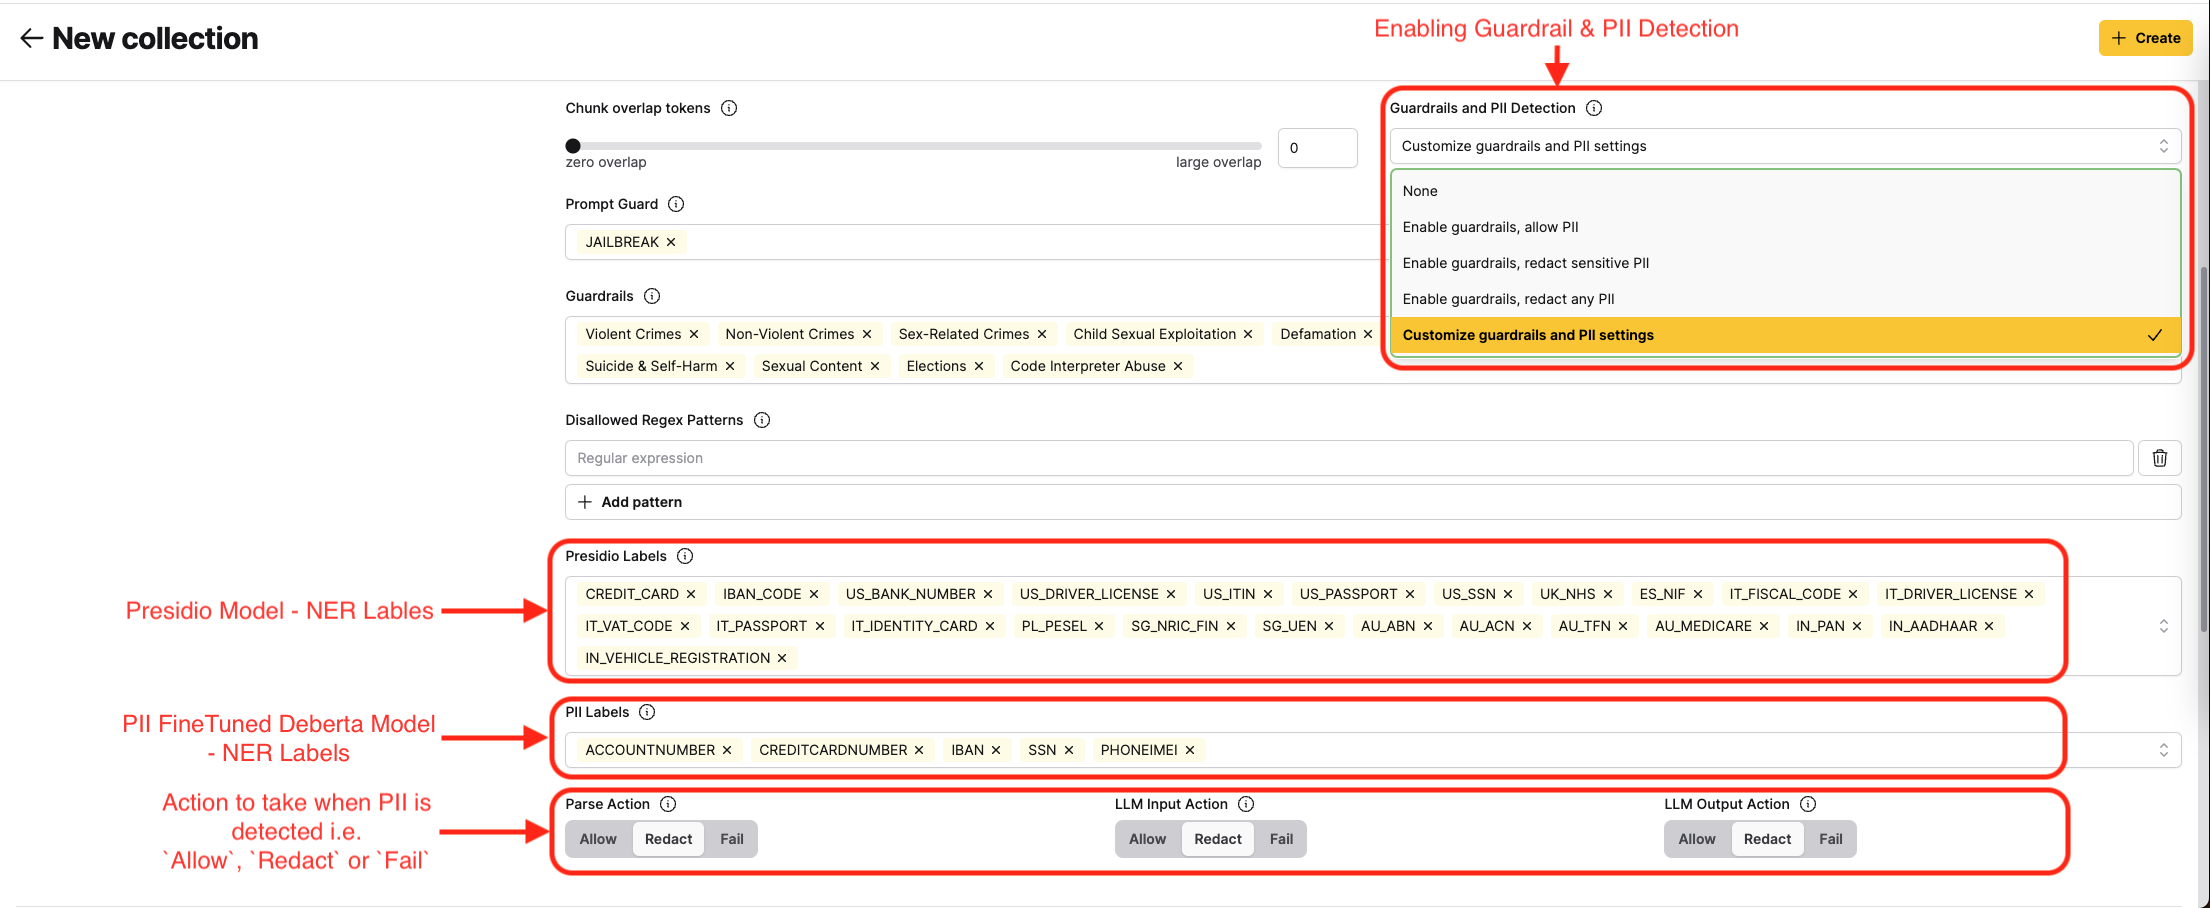 Enabling Guardrail & PII Detection
New collection
Create
Chunk overlap tokens
Guardrails and PII Detection
0
Customize guardrails and PII settings
zero overlap
large overlap
None
Prompt Guard
Enable guardrails, allow PII
JAILBREAK
Enable guardrails, redact sensitive PII
Guardrails
Enable guardrails, redact any PII
Violent Crimes Non-Violent Crimes Sex-Related Crimes Child Sexual Exploitation Defamation
Customize guardrails and PII settings
Suicide & Self-Harm Sexual Content Elections Code Interpreter Abuse
Disallowed Regex Patterns
Regular expression
Add pattern
Presidio Labels
CREDIT_CARD IBAN_CODE US_BANK_NUMBER US_DRIVER_LICENSE US_ITIN US_PASSPORT US_SSN UK_NHS ES_NIF IT_FISCAL_CODE IT_DRIVER_LICENSE
Presidio Model - NER Lables
IT_VAT_CODE IT_PASSPORT IT_IDENTITY_CARD PL_PESEL SG_NRIC_FIN SG_UEN AU_ABN AU_ACN AU_TFN AU_MEDICARE IN_PAN IN_AADHAAR
IN_VEHICLE_REGISTRATION
PII Labels
PII FineTuned Deberta Model
- NER Labels
ACCOUNTNUMBER CREDITCARDNUMBER IBAN SSN PHONEIMEI
Action to take when PII is
detected i.e.
`Allow`, `Redact` or `Fail`
Parse Action
LLM Input Action
LLM Output Action
Allow Redact Fail
Allow Redact Fail
Allow Redact Fail